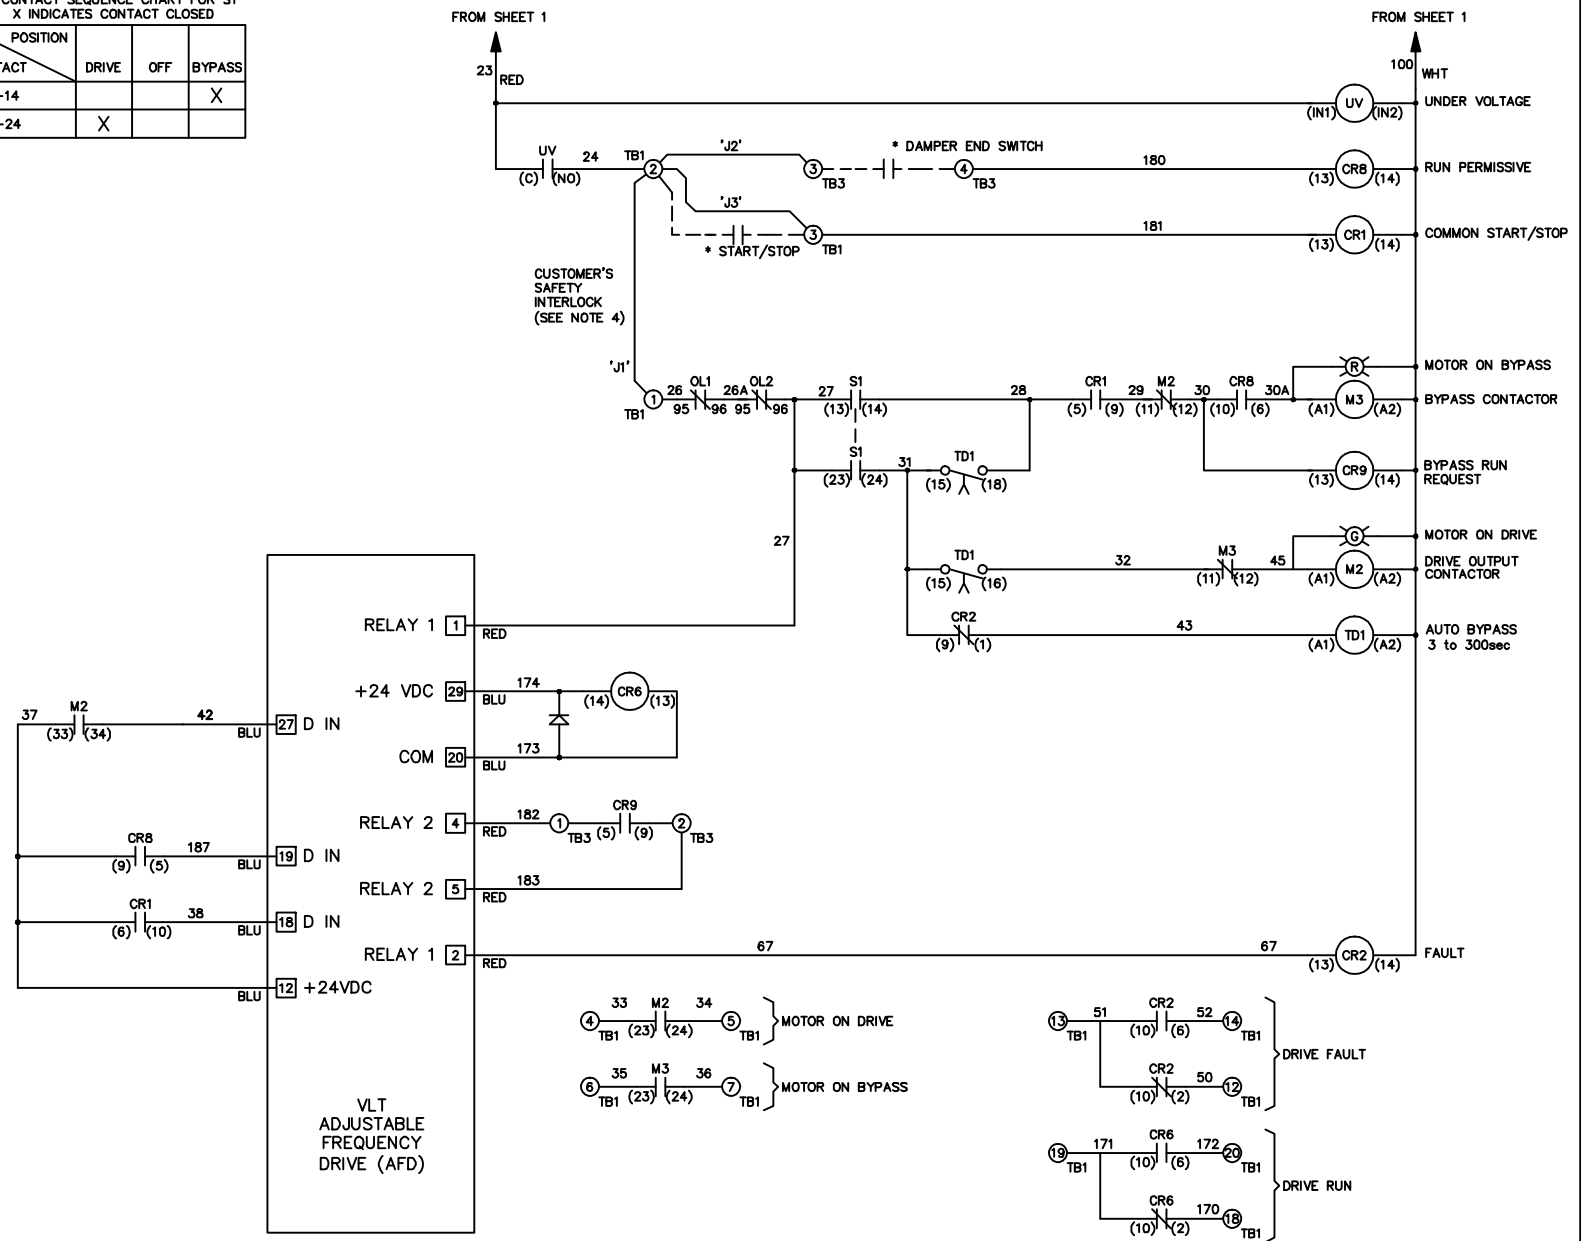 X INDICATES CONTACT CLOSED
POSITION
DRIVE OFF BYPASS
-14 X
-24 X
FROM SHEET 1
FROM SHEET 1
23 RED
100 WHT
(IN1) UV (IN2) UNDER VOLTAGE
UV
(C) (NO) 24 TB1 2 'J2' 3 TB3 * DAMPER END SWITCH 4 TB3 180 (13) CR8 (14) RUN PERMISSIVE
'J3'
* START/STOP 3 TB1 181 (13) CR1 (14) COMMON START/STOP
CUSTOMER'S
SAFETY
INTERLOCK
(SEE NOTE 4)
'J1'
R MOTOR ON BYPASS
1 TB1 26 OL1 95 96 26A OL2 95 96 27 S1 (13) (14) 28 CR1 (5) (9) 29 M2 (11) (12) 30 CR8 (10) (6) 30A (A1) M3 (A2) BYPASS CONTACTOR
S1 (23) (24) 31 TD1 (15) (18) (13) CR9 (14) BYPASS RUN
REQUEST
27
G MOTOR ON DRIVE
TD1 (15) (16) 32 M3 (11) (12) 45 (A1) M2 (A2) DRIVE OUTPUT
CONTACTOR
CR2 (9) (1) 43 (A1) TD1 (A2) AUTO BYPASS
3 to 300sec
RELAY 1 1 RED
+24 VDC 29 BLU 174 (14) CR6 (13)
37 M2 (33) (34) 42 BLU 27 D IN
COM 20 BLU 173
RELAY 2 4 RED 182 1 TB3 CR9 (5) (9) 2 TB3
CR8 (9) (5) 187 BLU 19 D IN
RELAY 2 5 RED 183
CR1 (6) (10) 38 BLU 18 D IN
RELAY 1 2 RED 67 67 (13) CR2 (14) FAULT
BLU 12 +24VDC
4 TB1 33 M2 (23) (24) 34 5 TB1 MOTOR ON DRIVE
6 TB1 35 M3 (23) (24) 36 7 TB1 MOTOR ON BYPASS
13 TB1 51 CR2 (10) (6) 52 14 TB1
DRIVE FAULT
CR2 (10) (2) 50 12 TB1
19 TB1 171 CR6 (10) (6) 172 20 TB1
DRIVE RUN
CR6 (10) (2) 170 18 TB1
VLT
ADJUSTABLE
FREQUENCY
DRIVE (AFD)